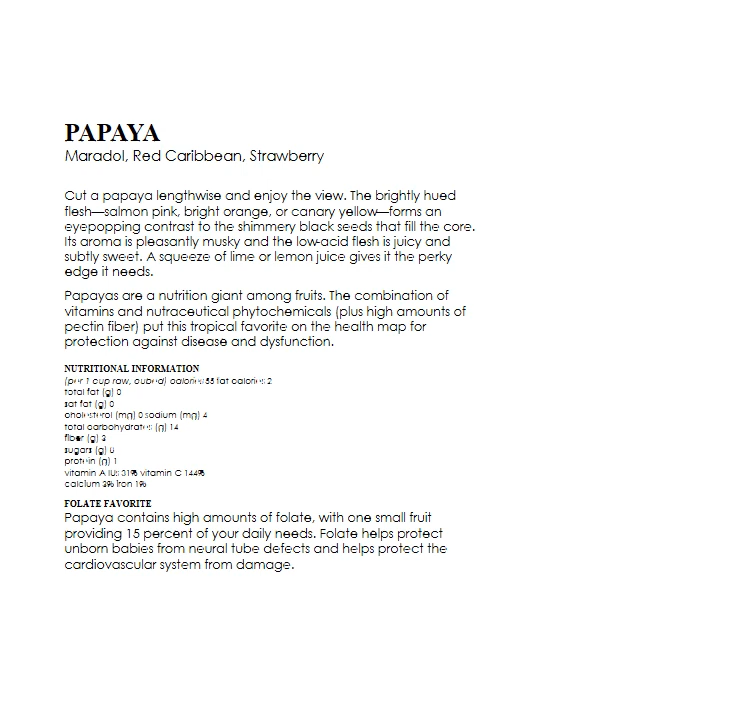 PAPAYA
Maradol, Red Caribbean, Strawberry
Cut a papaya lengthwise and enjoy the view. The brightly hued
flesh—salmon pink, bright orange, or canary yellow—forms an
eyepopping contrast to the shimmery black seeds that fill the core.
Its aroma is pleasantly musky and the low-acid flesh is juicy and
subtly sweet. A squeeze of lime or lemon juice gives it the perky
edge it needs.
Papayas are a nutrition giant among fruits. The combination of
vitamins and nutraceutical phytochemicals (plus high amounts of
pectin fiber) put this tropical favorite on the health map for
protection against disease and dysfunction.
NUTRITIONAL INFORMATION
(per 1 cup raw, cubed) calories: 55 fat calories: 2
total fat (g) 0
sat fat (g) 0
cholesterol (mg) 0 sodium (mg) 4
total carbohydrates: (g) 14
fiber (g) 3
sugars (g)
protein (g) 1
vitamin A IU: 31% vitamin C 144%
calcium 3% iron 1%
FOLATE FAVORITE
Papaya contains high amounts of folate, with one small fruit
providing 15 percent of your daily needs. Folate helps protect
unborn babies from neural tube defects and helps protect the
cardiovascular system from damage.